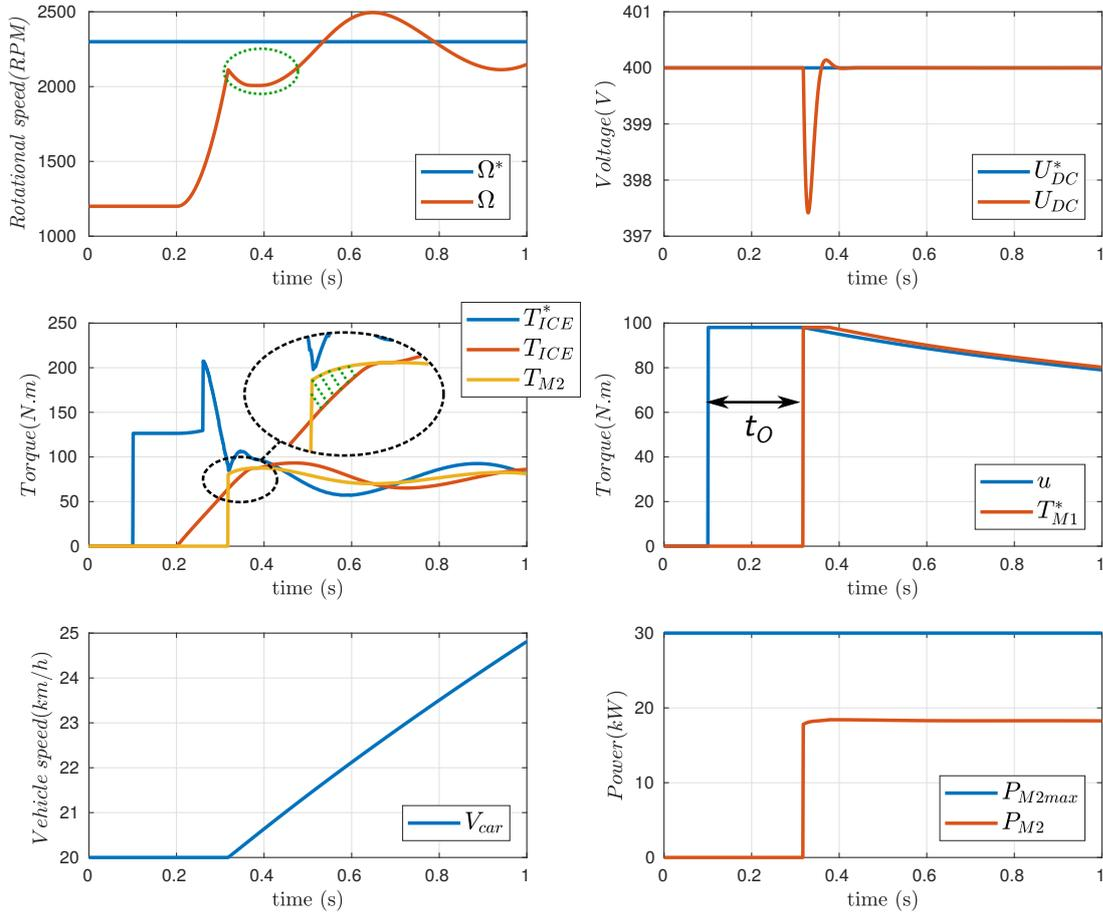 2500
2000
1500
1000
Rotational speed(RPM)
0 0.2 0.4 0.6 0.8 1
time (s)
Ω*
Ω
401
400
399
398
397
Voltage(V)
0 0.2 0.4 0.6 0.8 1
time (s)
U*DC
UDC
250
200
150
100
50
0
Torque(N.m)
0 0.2 0.4 0.6 0.8 1
time (s)
T*ICE
TICE
TM2
100
80
60
40
20
0
Torque(N.m)
0 0.2 0.4 0.6 0.8 1
time (s)
tO
u
T*M1
25
24
23
22
21
20
Vehicle speed(km/h)
0 0.2 0.4 0.6 0.8 1
time (s)
Vcar
30
20
10
0
Power(kW)
0 0.2 0.4 0.6 0.8 1
time (s)
PM2max
PM2